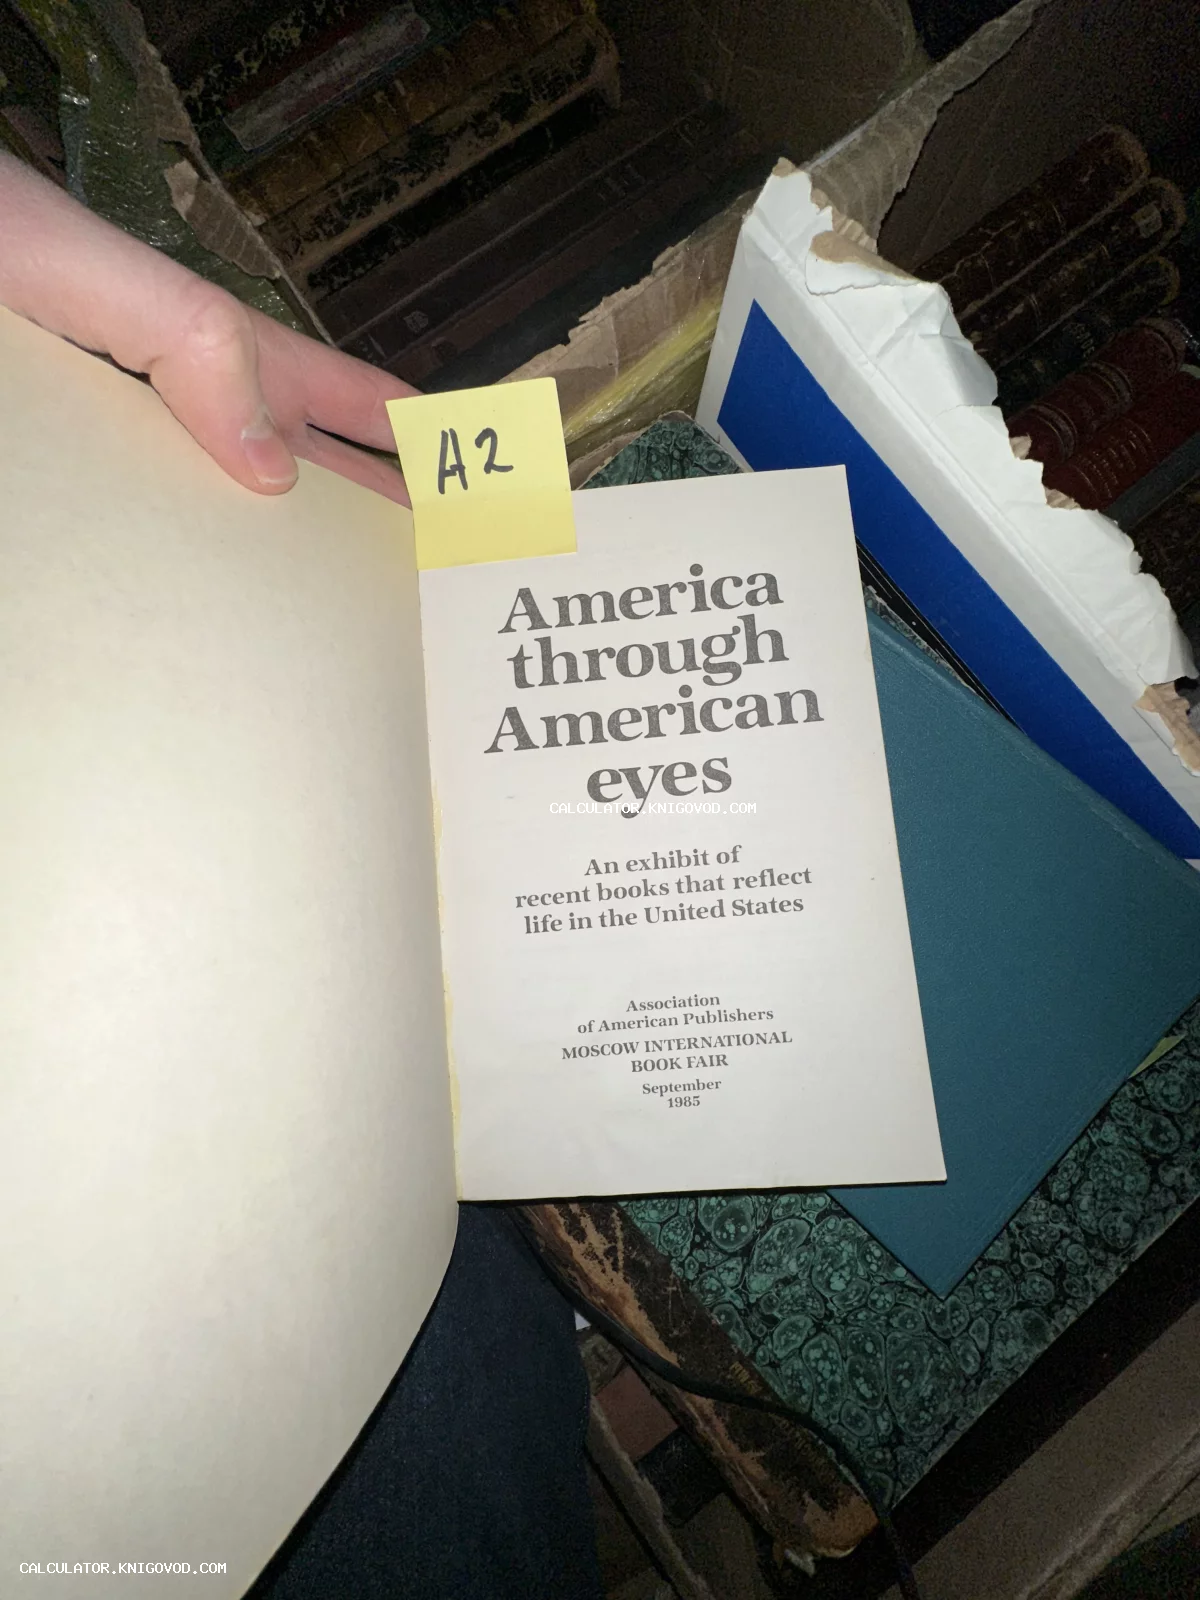 A2
America
through
American
eyes
CALCULATOR.KNIGOVOD.COM
An exhibit of
recent books that reflect
life in the United States
Association
of American Publishers
MOSCOW INTERNATIONAL
BOOK FAIR
September
1985
CALCULATOR.KNIGOVOD.COM